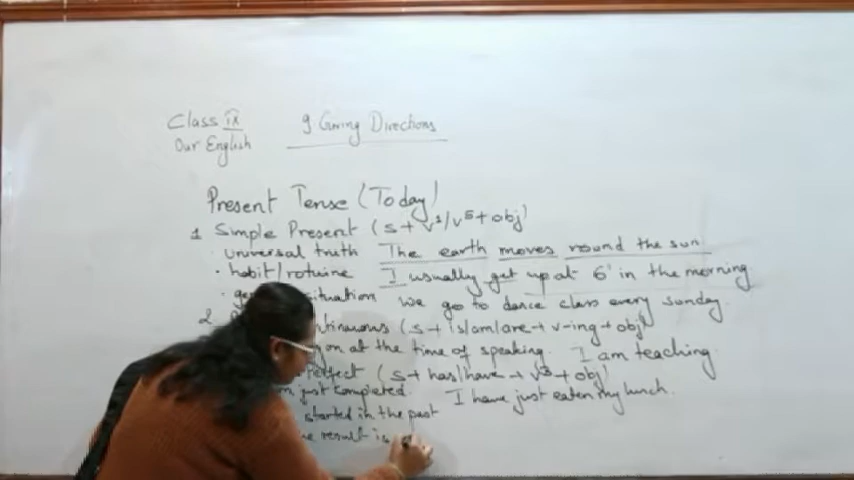 Class IX
Our English
9 Giving Directions
Present Tense (Today)
1 Simple Present (s + v¹/v⁵ + obj)
· universal truth The earth moves round the sun
· habit/rotuine I usually get up at 6' in the morning
situation we go to dance class every sunday.
2 (s + is/am/are + v-ing + obj)
at the time of speaking. I am teaching.
Perfect (s + has/have + v³ + obj)
just completed. I have just eaten my lunch.
started in the past
result is